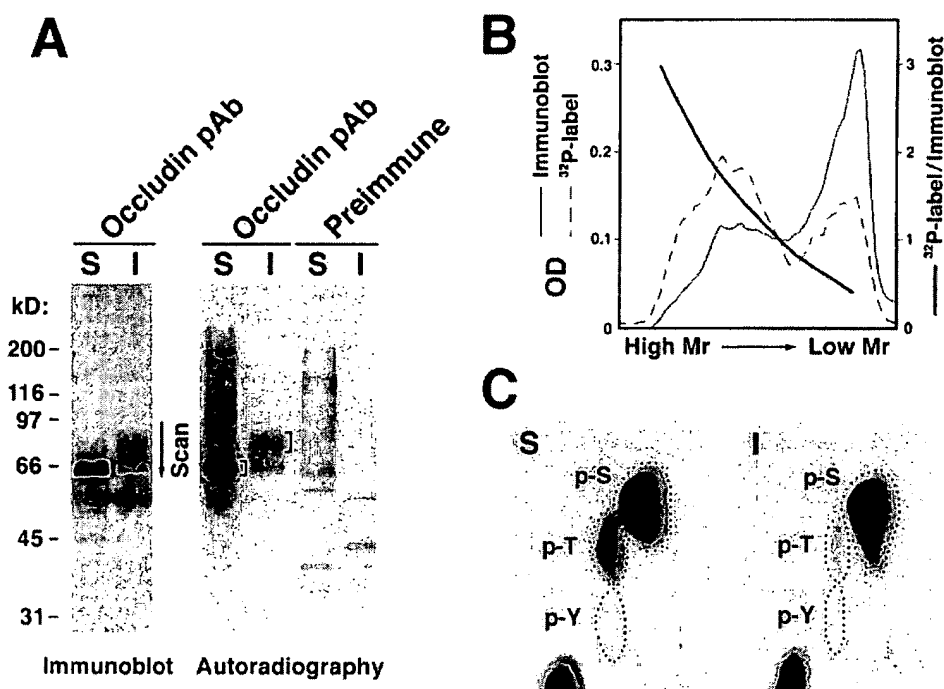 A
Occludin pAb
Occludin pAb
Preimmune
S I S I S I
kD:
200
116
97
66
45
31
Scan
Immunoblot Autoradiography
B
OD
Immunoblot
32P-label
0.3
0.2
0.1
0
3
2
1
0
32P-label/Immunoblot
High Mr Low Mr
C
S
p-S
p-T
p-Y
I
p-S
p-T
p-Y